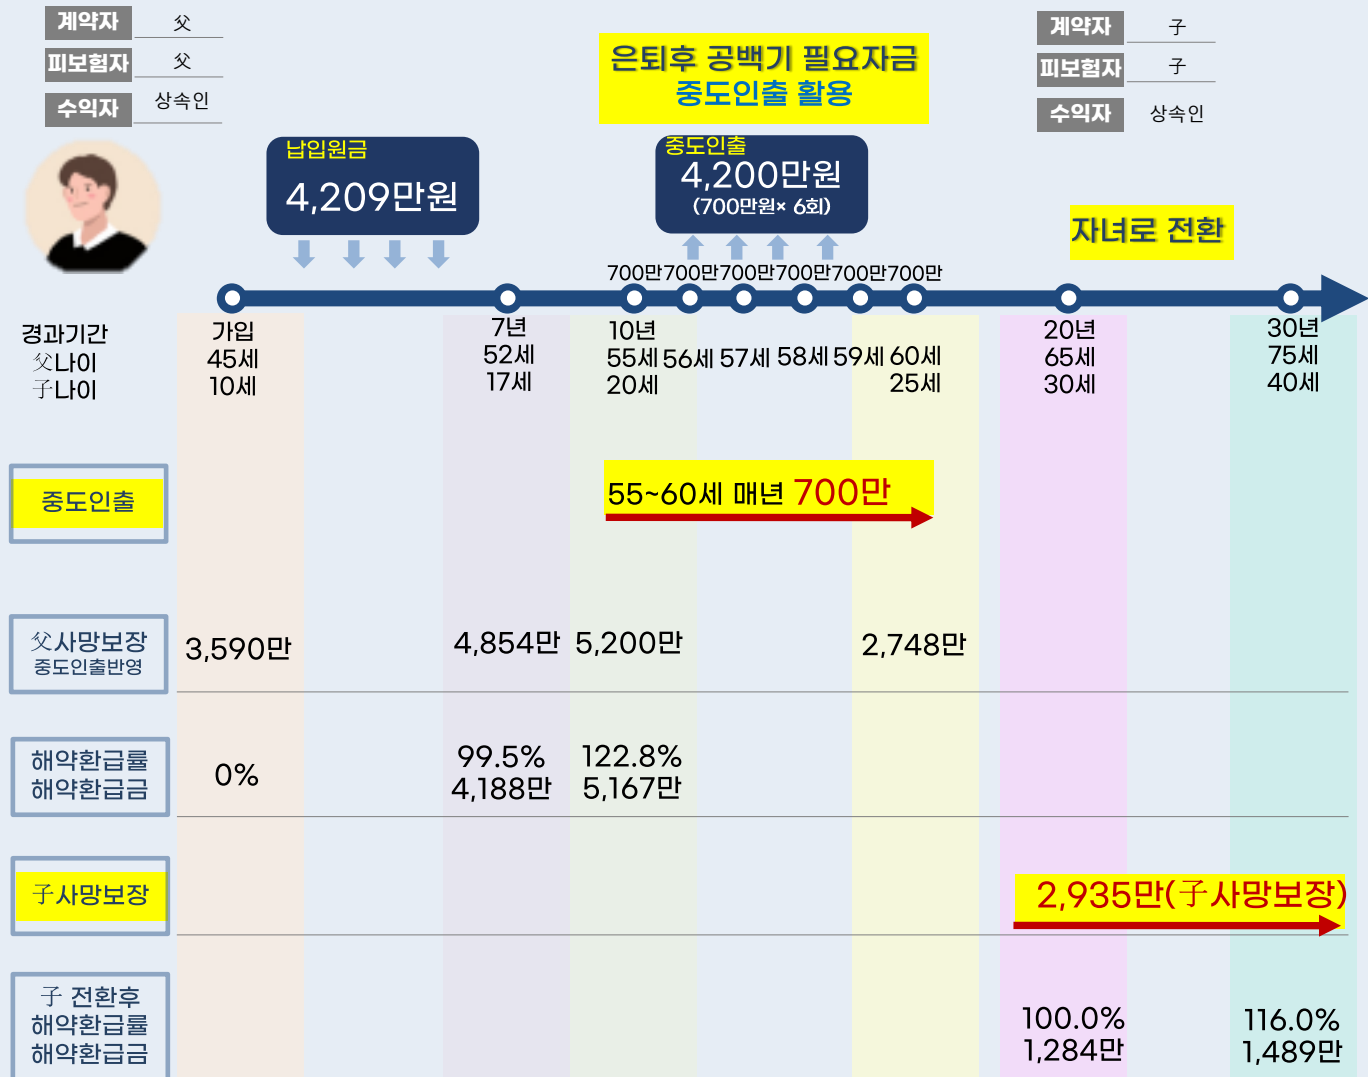 계약자 父
피보험자 父
수익자 상속인
은퇴후 공백기 필요자금
중도인출 활용
계약자 子
피보험자 子
수익자 상속인
납입원금
4,209만원
중도인출
4,200만원
(700만원× 6회)
자녀로 전환
700만 700만 700만 700만 700만 700만
경과기간 가입 7년 10년 20년 30년
父나이 45세 52세 55세 56세 57세 58세 59세 60세 65세 75세
子나이 10세 17세 20세 25세 30세 40세
중도인출 55~60세 매년 700만
父사망보장
중도인출반영
3,590만 4,854만 5,200만 2,748만
해약환급률 0% 99.5% 122.8%
해약환급금 4,188만 5,167만
子사망보장 2,935만(子사망보장)
子 전환후
해약환급률 100.0% 116.0%
해약환급금 1,284만 1,489만